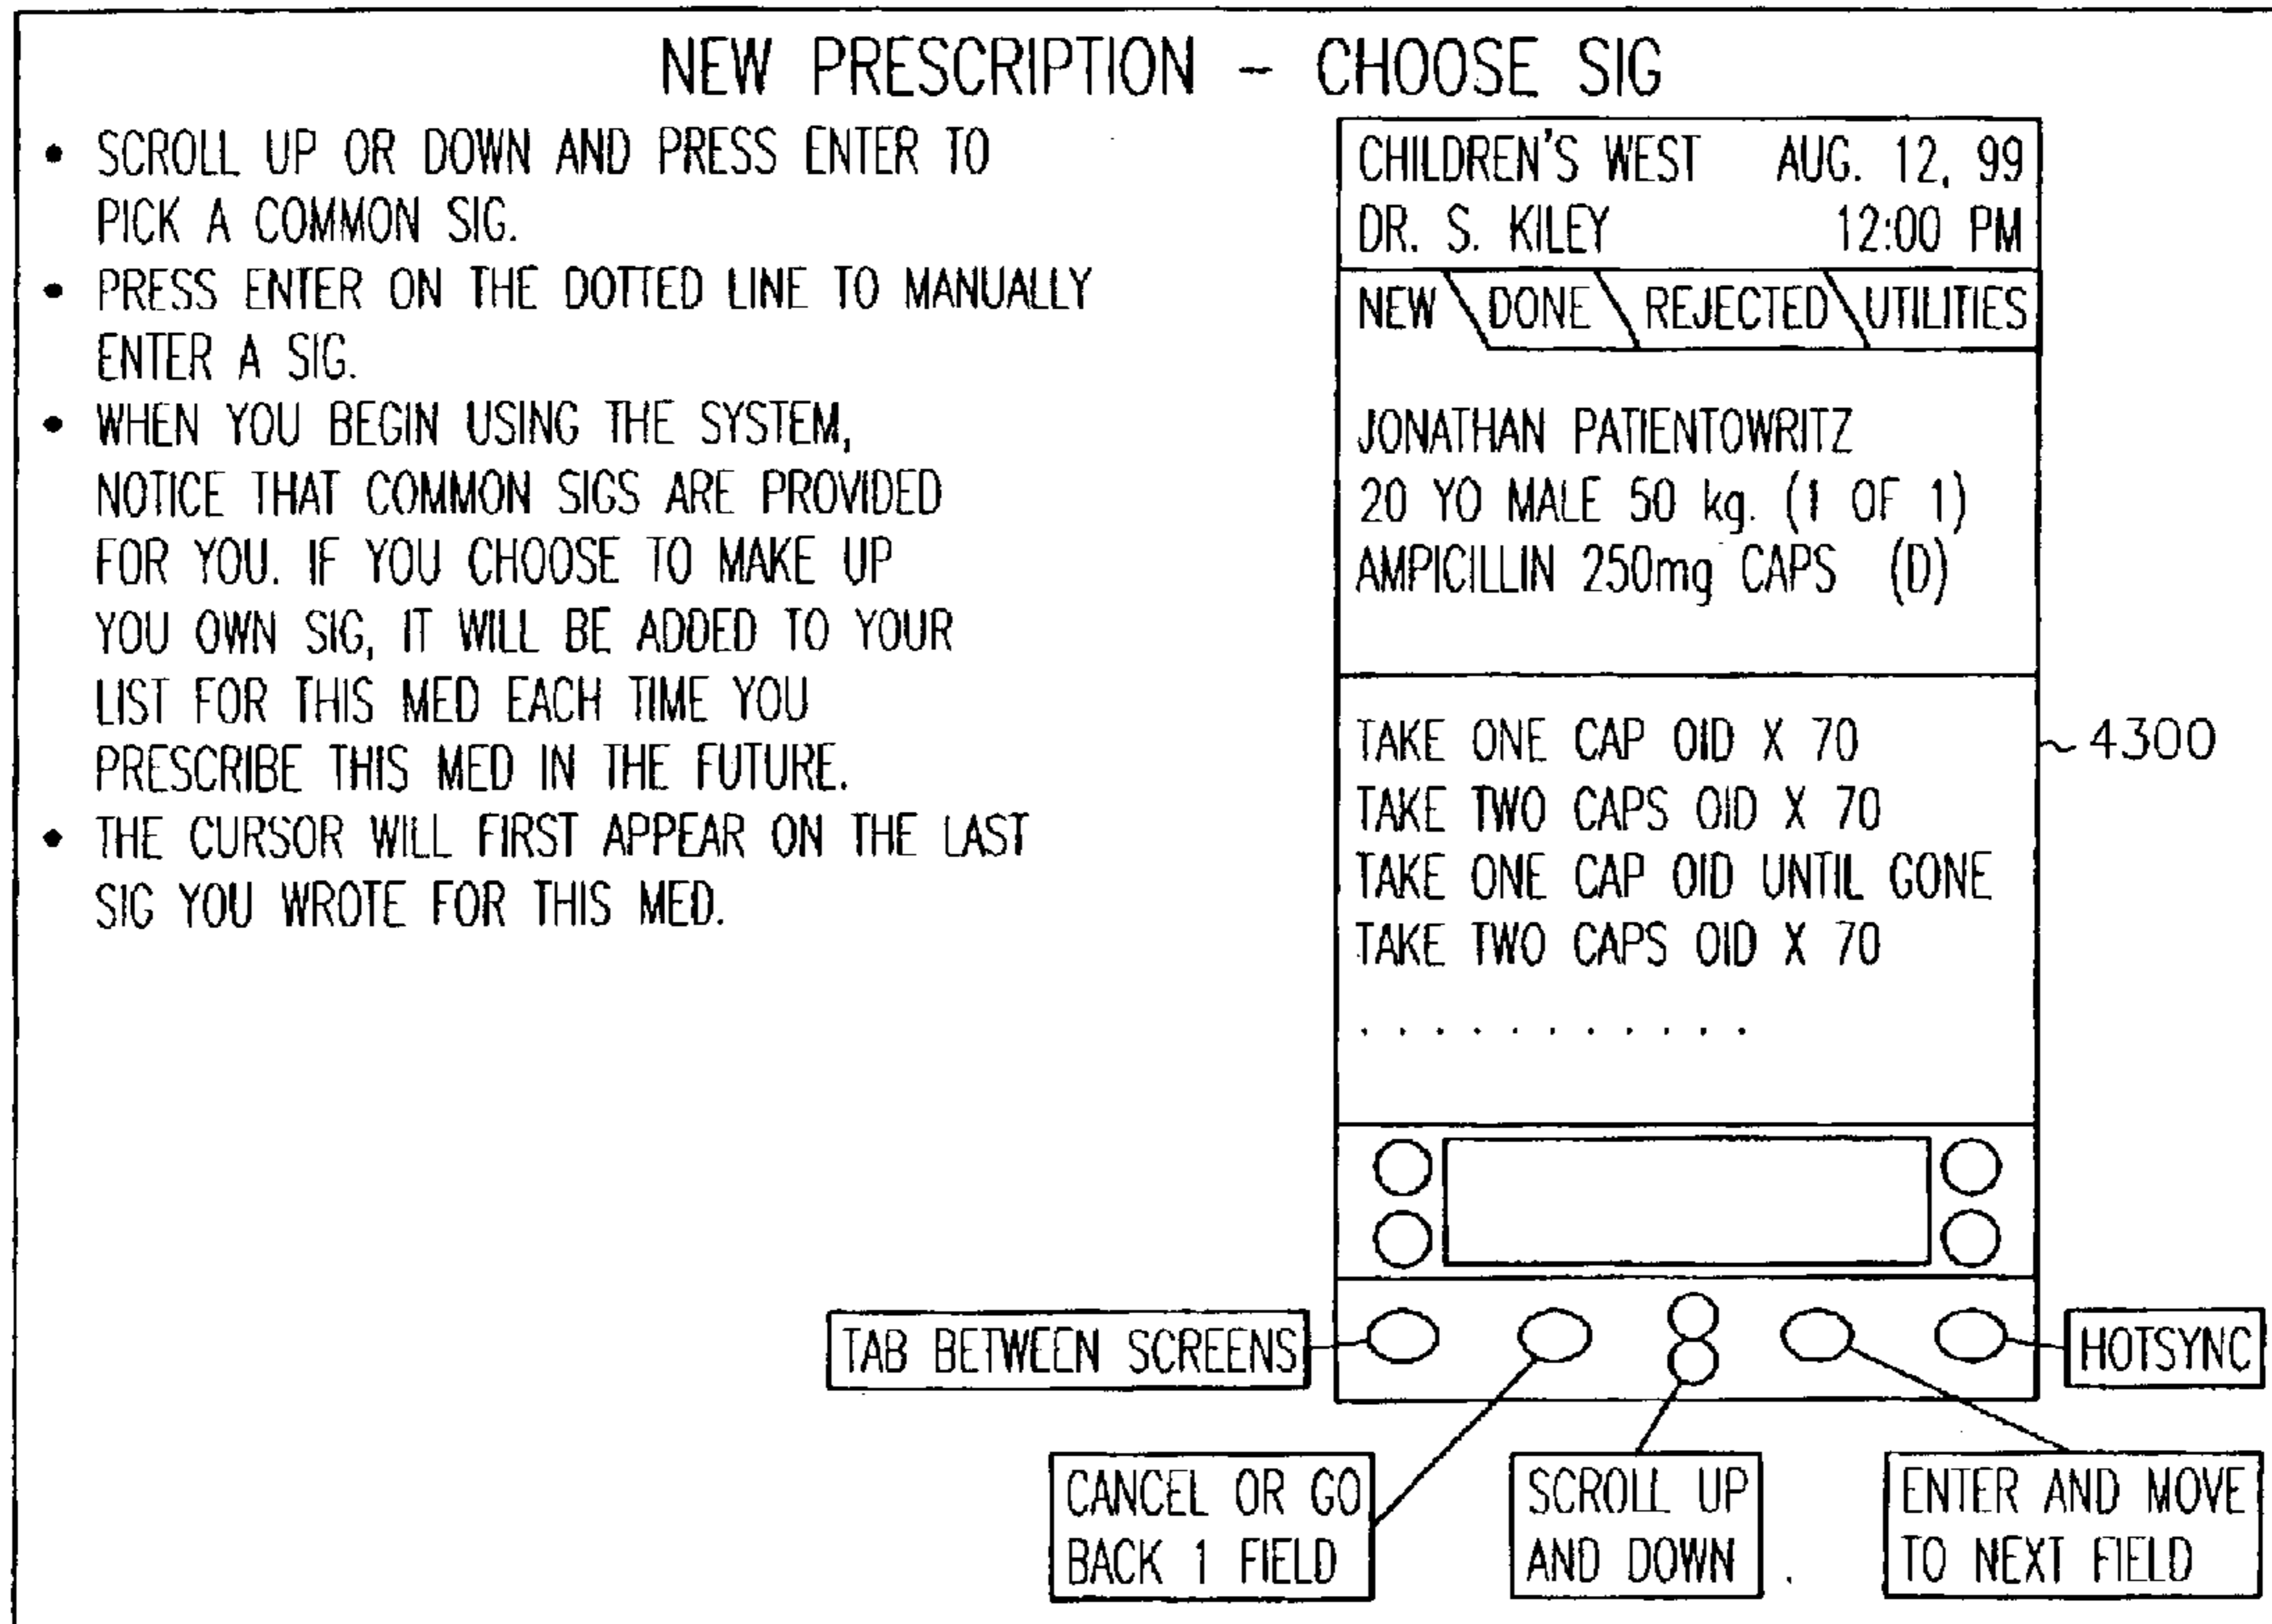 NEW PRESCRIPTION – CHOOSE SIG
• SCROLL UP OR DOWN AND PRESS ENTER TO
PICK A COMMON SIG.
• PRESS ENTER ON THE DOTTED LINE TO MANUALLY
ENTER A SIG.
• WHEN YOU BEGIN USING THE SYSTEM,
NOTICE THAT COMMON SIGS ARE PROVIDED
FOR YOU. IF YOU CHOOSE TO MAKE UP
YOU OWN SIG, IT WILL BE ADDED TO YOUR
LIST FOR THIS MED EACH TIME YOU
PRESCRIBE THIS MED IN THE FUTURE.
• THE CURSOR WILL FIRST APPEAR ON THE LAST
SIG YOU WROTE FOR THIS MED.
CHILDREN'S WEST AUG. 12, 99
DR. S. KILEY 12:00 PM
NEW DONE REJECTED UTILITIES
JONATHAN PATIENTOWRITZ
20 YO MALE 50 kg. (1 OF 1)
AMPICILLIN 250mg CAPS (D)
TAKE ONE CAP OID X 70
TAKE TWO CAPS OID X 70
TAKE ONE CAP OID UNTIL GONE
TAKE TWO CAPS OID X 70
. . . . . . . . . . .
4300
TAB BETWEEN SCREENS
HOTSYNC
CANCEL OR GO
BACK 1 FIELD
SCROLL UP
AND DOWN
ENTER AND MOVE
TO NEXT FIELD